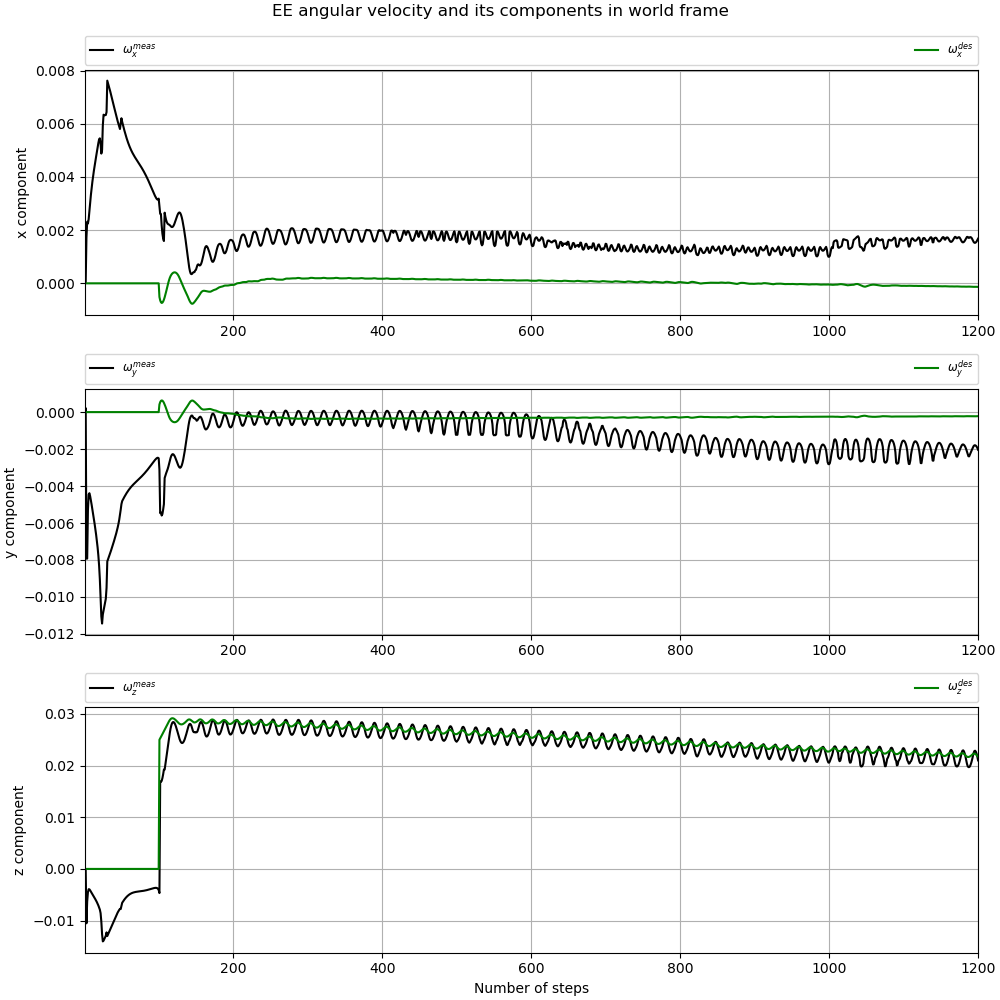 EE angular velocity and its components in world frame
ω_x^meas ω_x^des
0.008
0.006
0.004
0.002
0.000
x component
200 400 600 800 1000 1200
ω_y^meas ω_y^des
0.000
−0.002
−0.004
−0.006
−0.008
−0.010
−0.012
y component
200 400 600 800 1000 1200
ω_z^meas ω_z^des
0.03
0.02
0.01
0.00
−0.01
z component
200 400 600 800 1000 1200
Number of steps